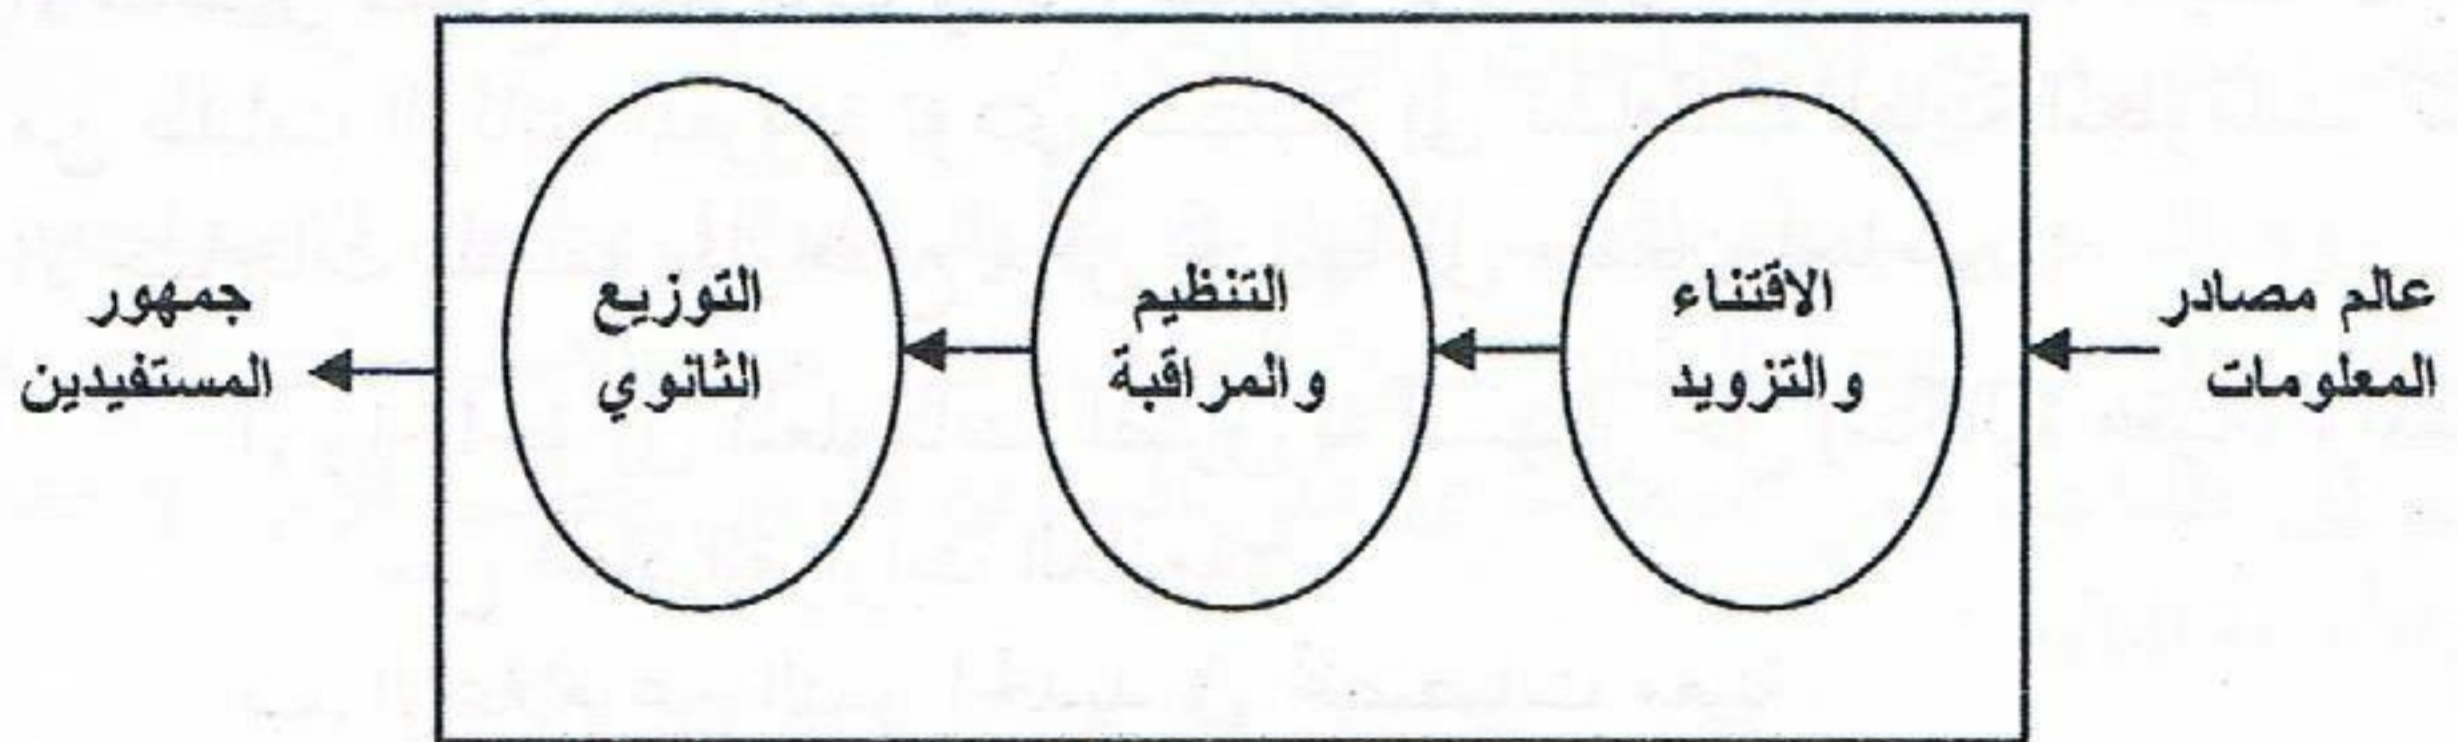 عالم مصادر
المعلومات
الاقتناء
والتزويد
التنظيم
والمراقبة
التوزيع
الثانوي
جمهور
المستفيدين